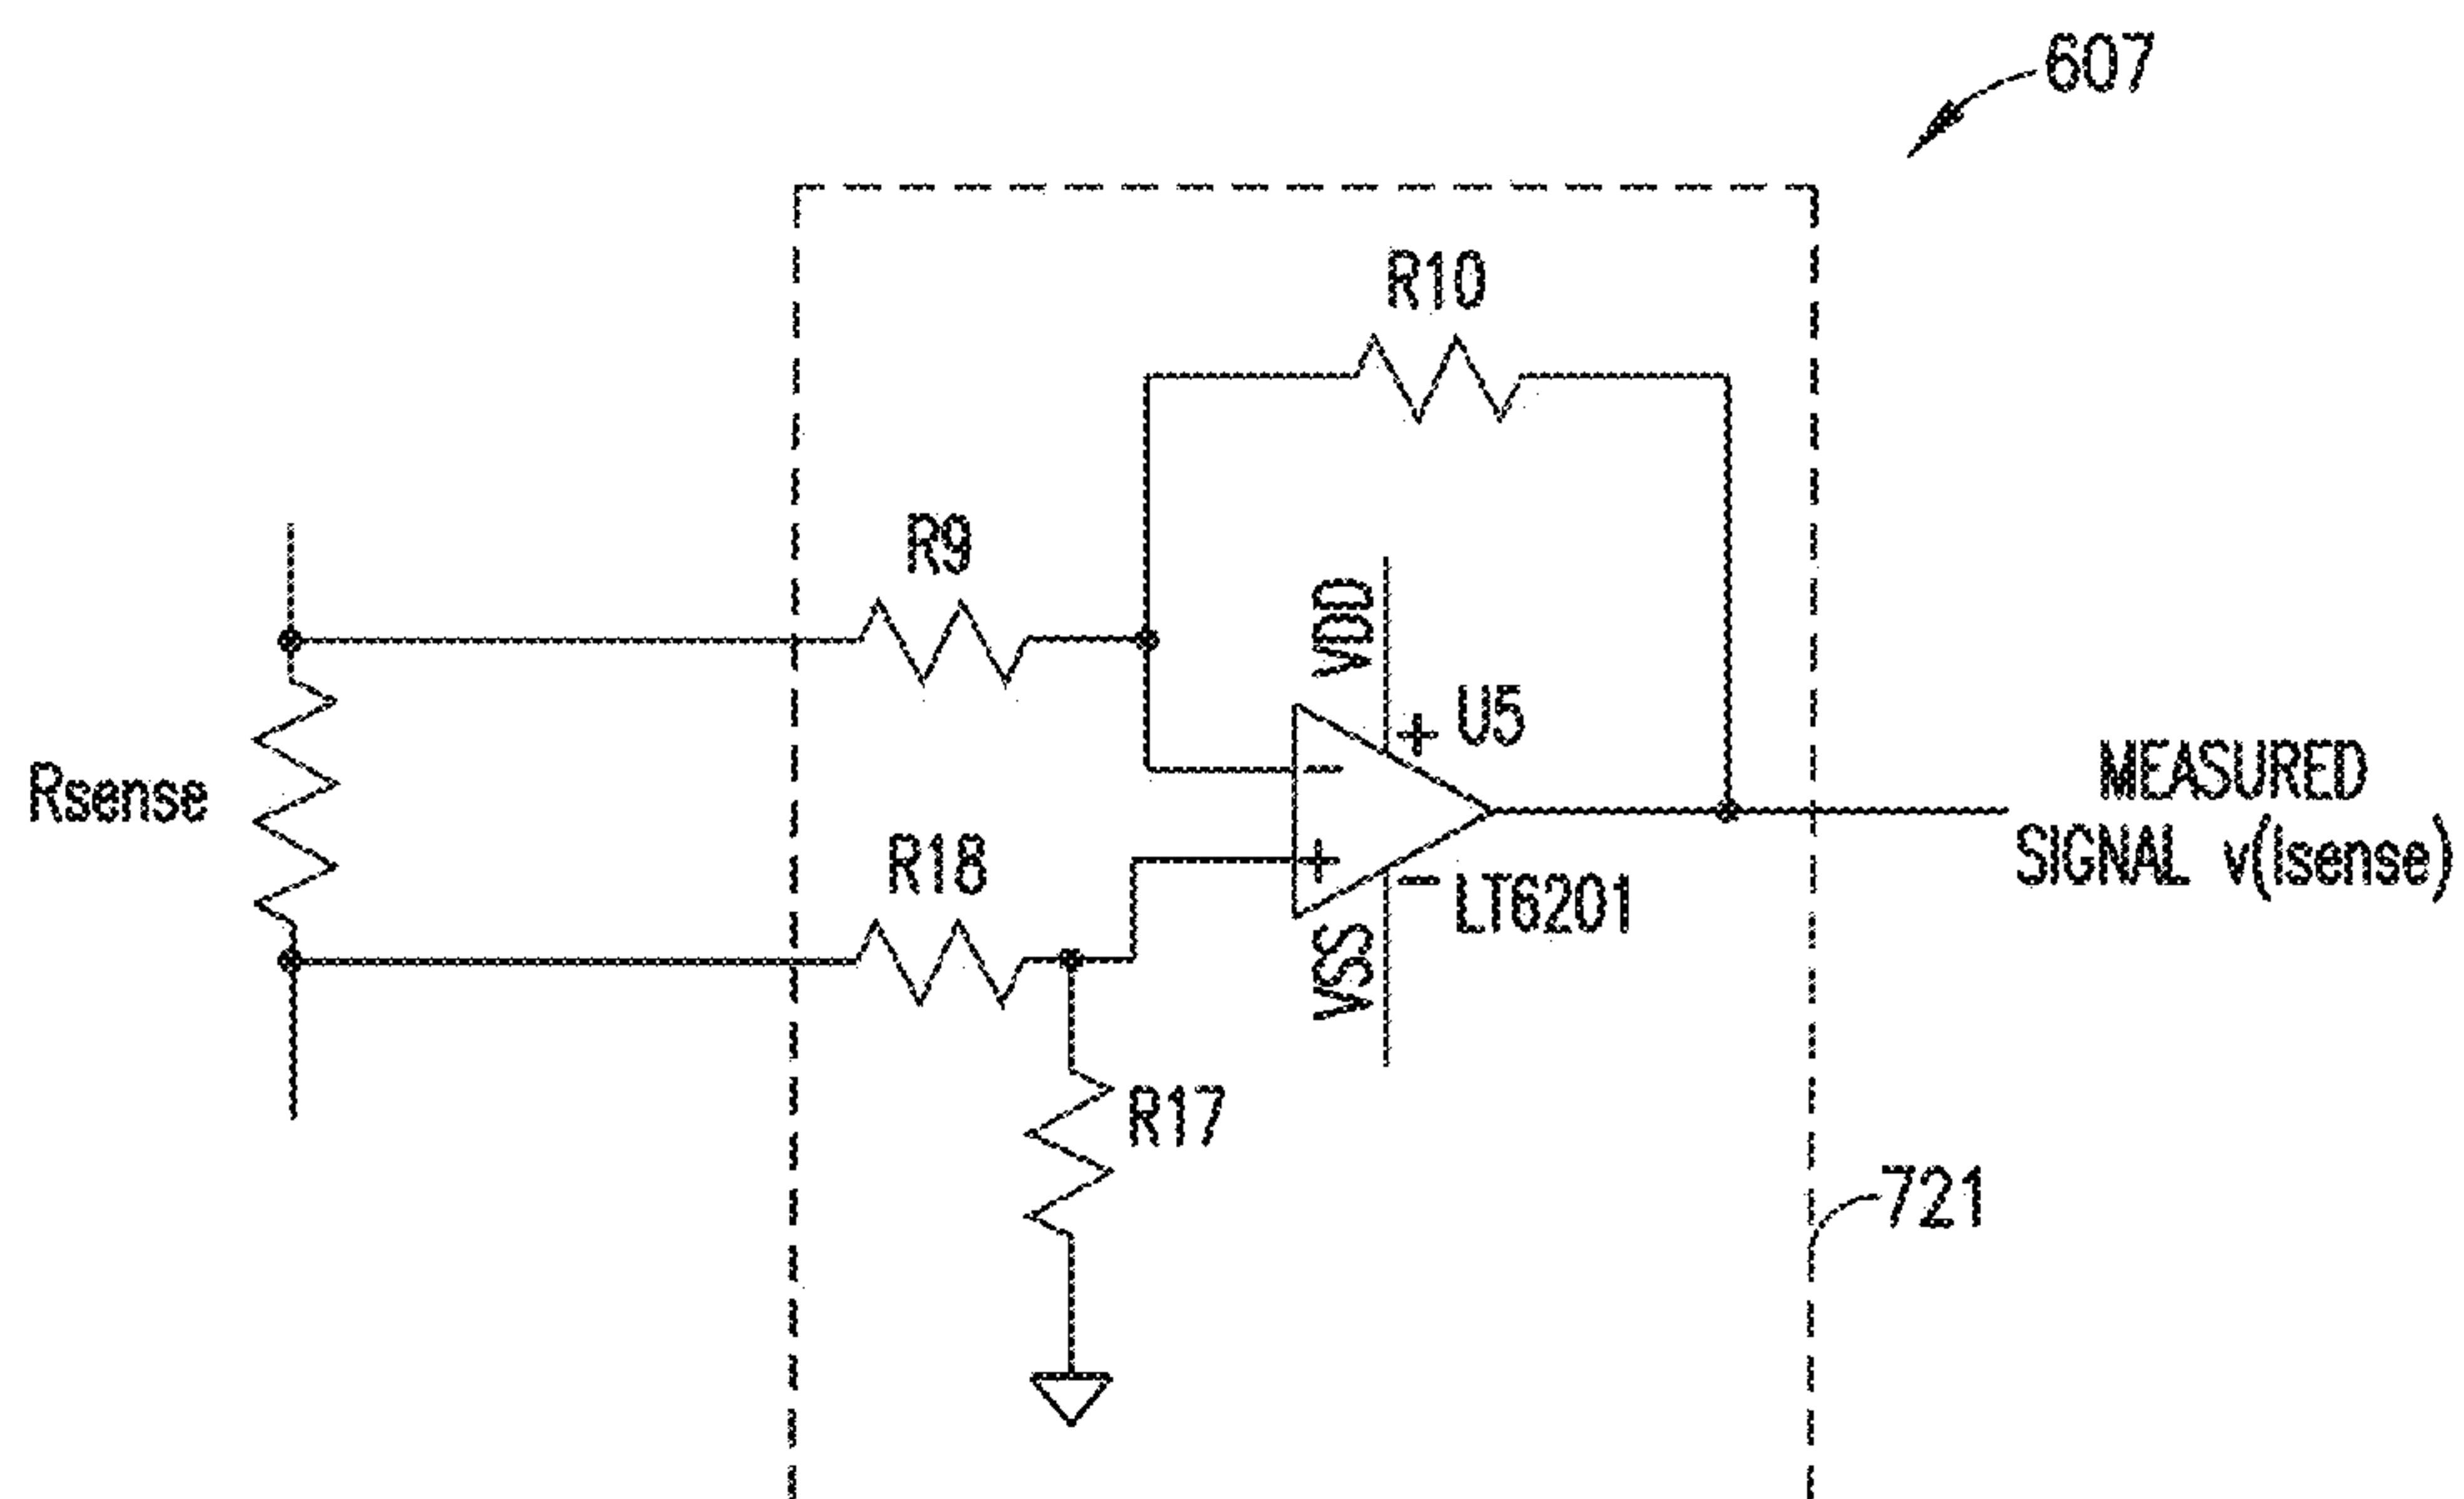 607
R10
R9
VDD
+ U5
Rsense
−
MEASURED
SIGNAL v(Isense)
R18
+
− LT6201
VSS
R17
721